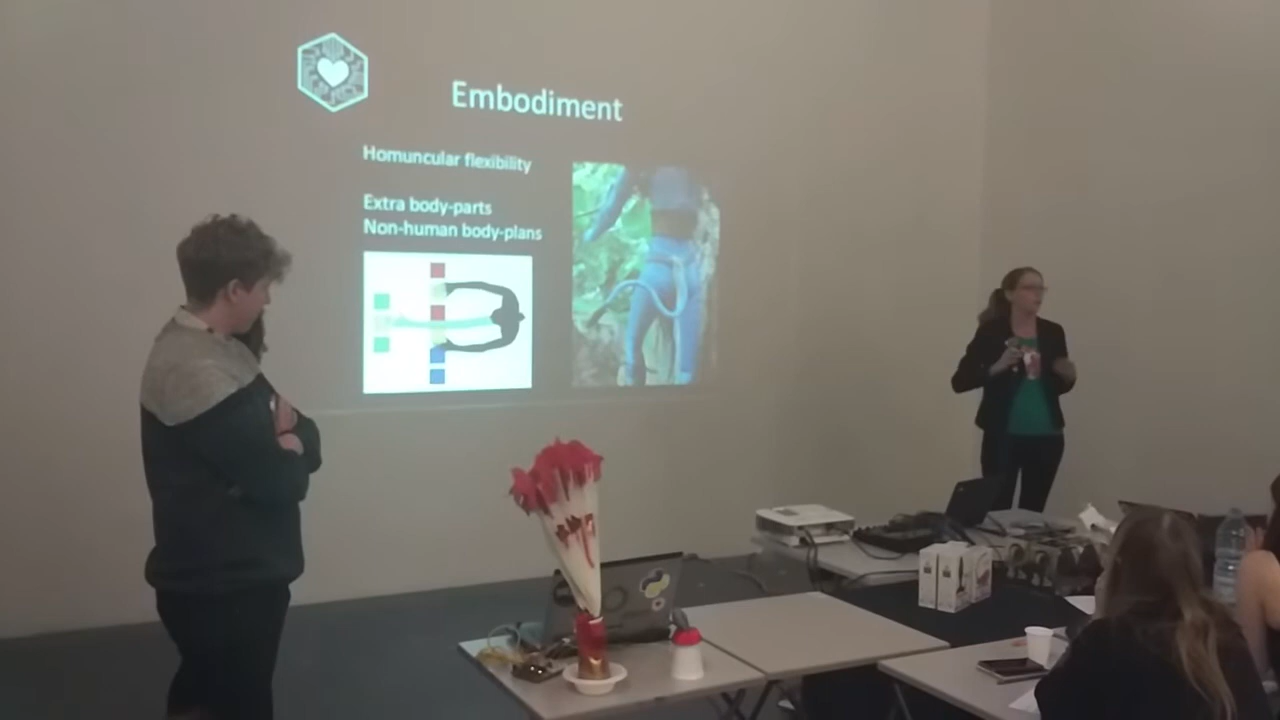 Embodiment
Homuncular flexibility
Extra body-parts
Non-human body-plans